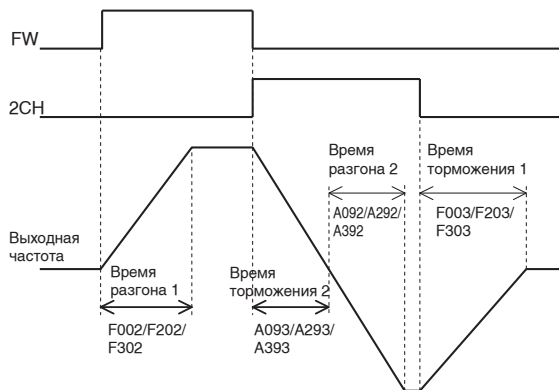 FW
2CH
Время
разгона 2
Время
торможения 1
A092/A292/
A392
F003/F203/
F303
Выходная
частота
Время
разгона 1
Время
торможения 2
F002/F202/
F302
A093/A293/
A393